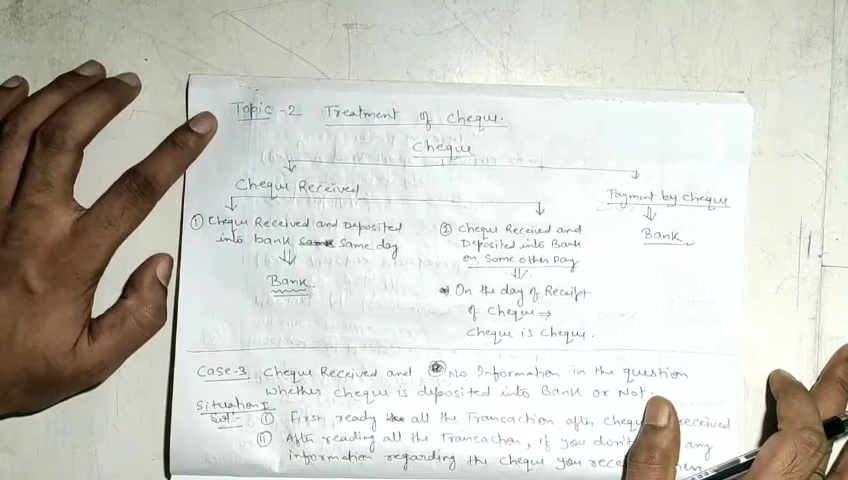 Topic -2 Treatment of Cheque.
Cheque
Cheque Received.
Payment by Cheque
Bank
① Cheque Received and Deposited
into bank same day
Bank.
② Cheque Received and
Deposited into Bank
on Some other Day
On the day of Receipt
of Cheque ⇒
Cheque is Cheque.
Case-3 Cheque Received and No Information in the question
whether Cheque is deposited into Bank or Not.
Situation I
① First ready all the Transaction after received
② After reading all the Transaction, if you don't any
information regarding the Cheque you